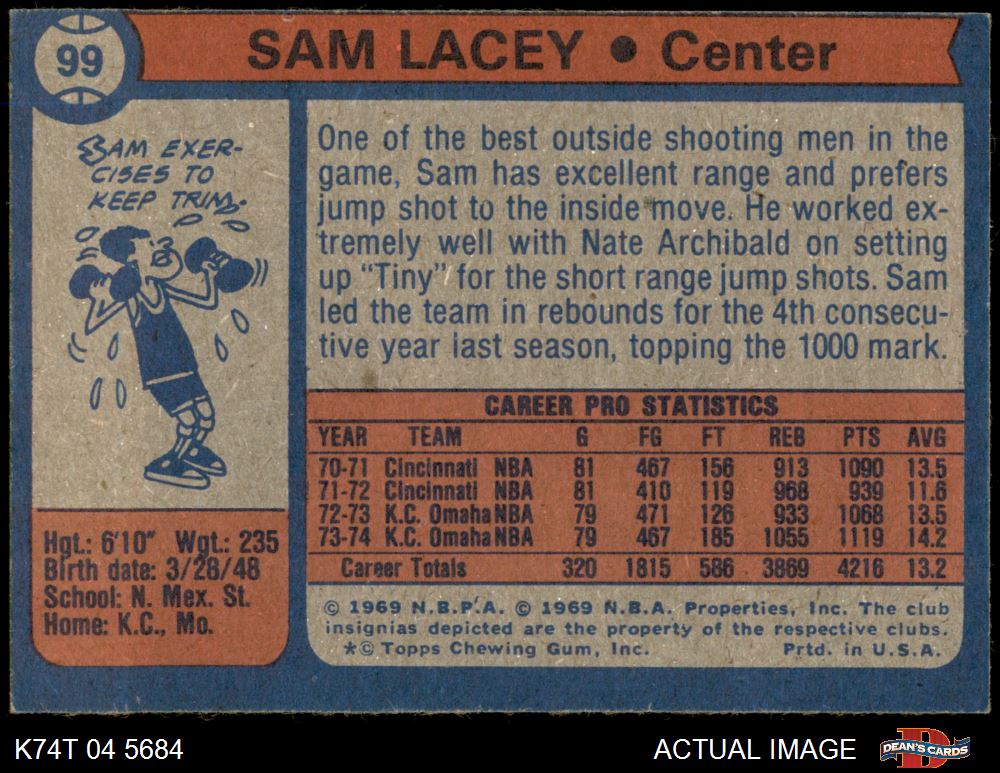 99
SAM LACEY • Center
SAM EXER-
CISES TO
KEEP TRIM.
One of the best outside shooting men in the
game, Sam has excellent range and prefers
jump shot to the inside move. He worked ex-
tremely well with Nate Archibald on setting
up "Tiny" for the short range jump shots. Sam
led the team in rebounds for the 4th consecu-
tive year last season, topping the 1000 mark.
CAREER PRO STATISTICS
YEAR TEAM G FG FT REB PTS AVG
70-71 Cincinnati NBA 81 467 156 913 1090 13.5
71-72 Cincinnati NBA 81 410 119 968 939 11.6
72-73 K.C. Omaha NBA 79 471 126 933 1068 13.5
73-74 K.C. Omaha NBA 79 467 185 1055 1119 14.2
Career Totals 320 1815 586 3869 4216 13.2
Hgt.: 6'10" Wgt.: 235
Birth date: 3/28/48
School: N. Mex. St.
Home: K.C., Mo.
© 1969 N.B.P.A. © 1969 N.B.A. Properties, Inc. The club
insignias depicted are the property of the respective clubs.
*© Topps Chewing Gum, Inc. Prtd. in U.S.A.
K74T 04 5684
ACTUAL IMAGE
DEAN'S CARDS